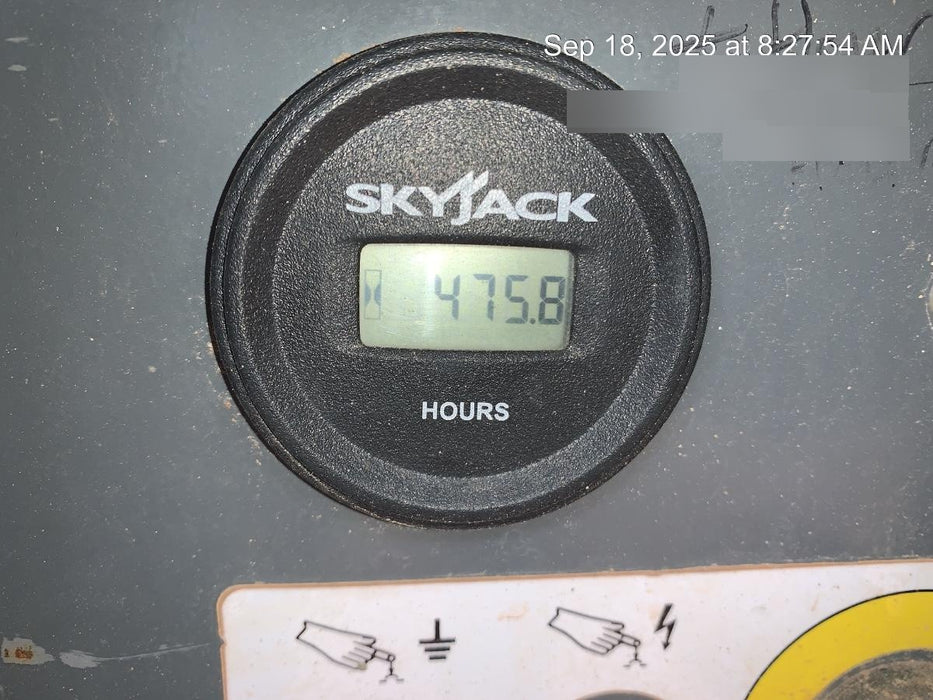 Sep 18, 2025 at 8:27:54 AM
SKYJACK
475.8
HOURS